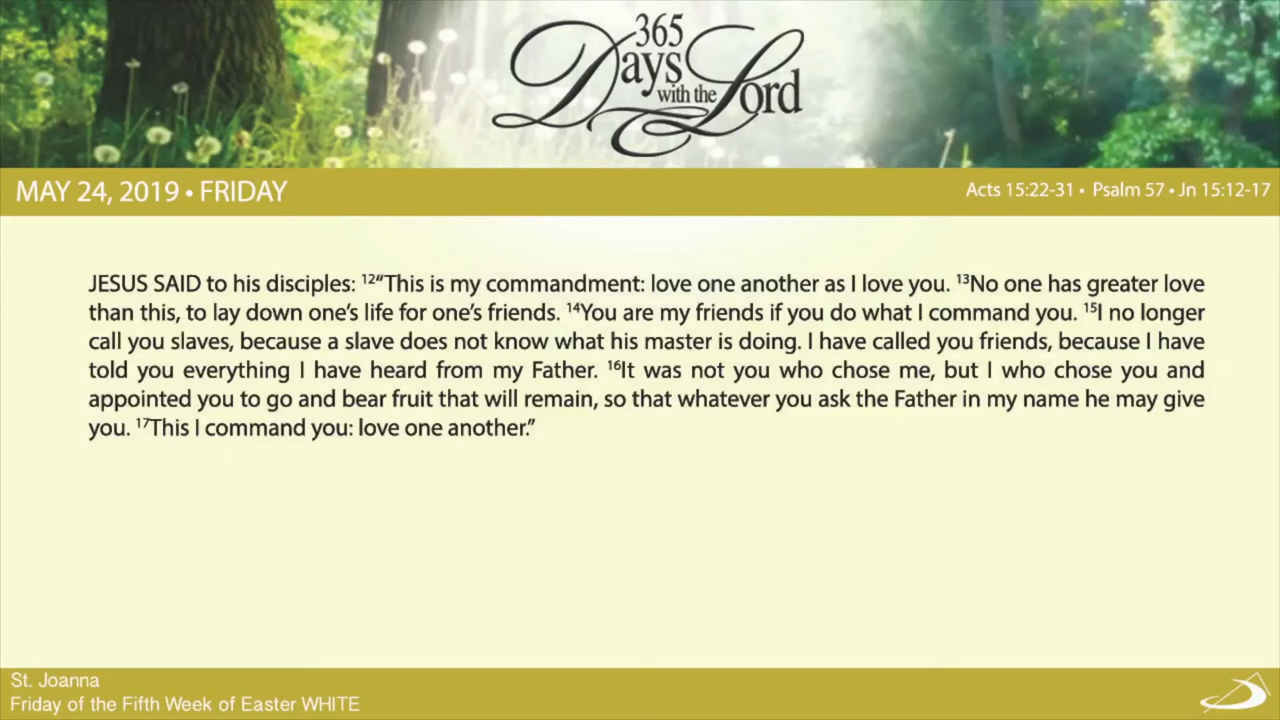 365
Days
with the Lord
MAY 24, 2019 • FRIDAY
Acts 15:22-31 • Psalm 57 • Jn 15:12-17
JESUS SAID to his disciples: ¹²“This is my commandment: love one another as I love you. ¹³No one has greater love
than this, to lay down one’s life for one’s friends. ¹⁴You are my friends if you do what I command you. ¹⁵I no longer
call you slaves, because a slave does not know what his master is doing. I have called you friends, because I have
told you everything I have heard from my Father. ¹⁶It was not you who chose me, but I who chose you and
appointed you to go and bear fruit that will remain, so that whatever you ask the Father in my name he may give
you. ¹⁷This I command you: love one another.”
St. Joanna
Friday of the Fifth Week of Easter WHITE